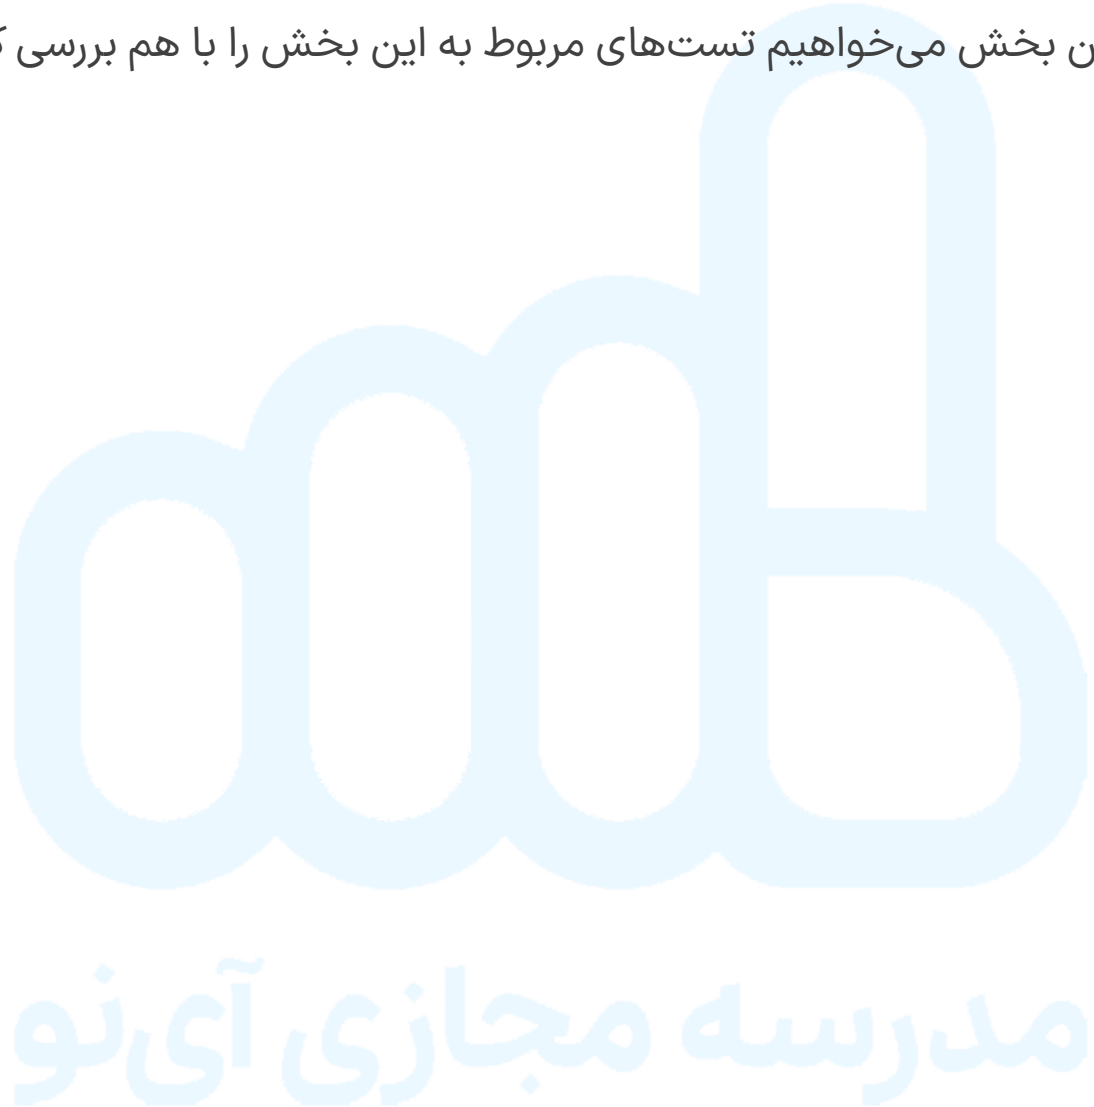 بخش می‌خواهیم تست‌های مربوط به این بخش را با هم بررسی
مدرسه مجازی آی‌نو